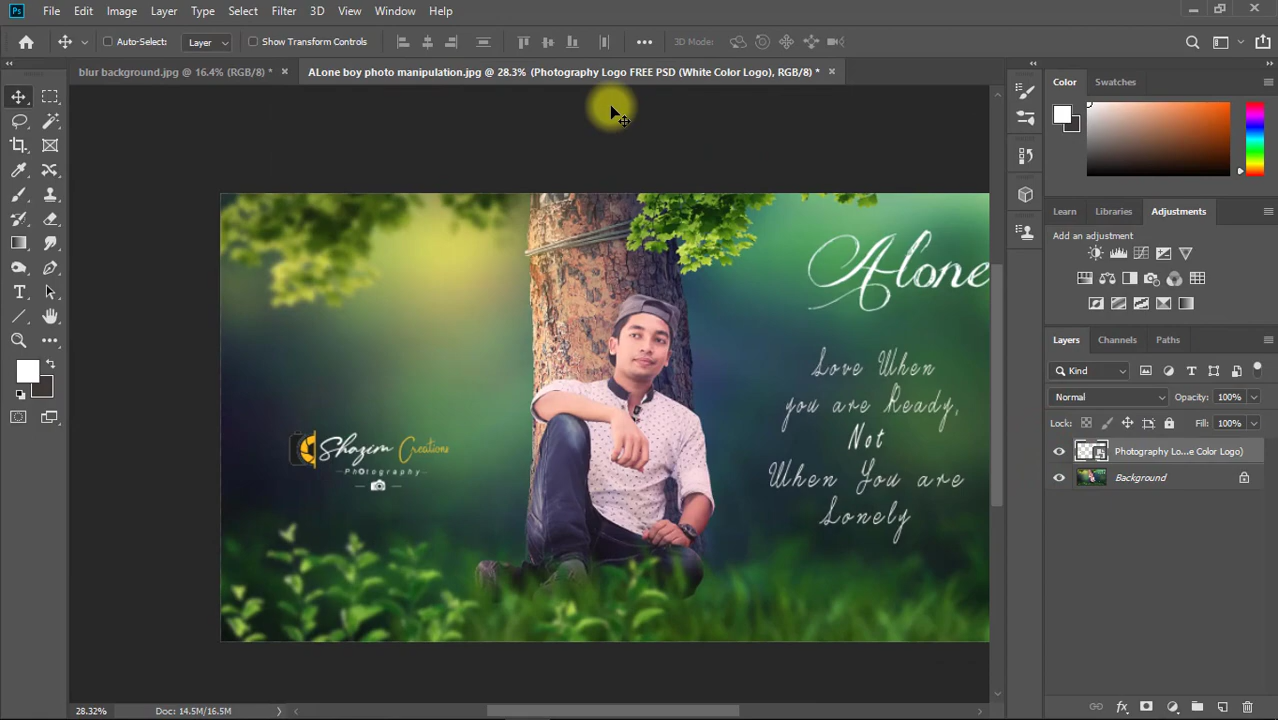 Ps File Edit Image Layer Type Select Filter 3D View Window Help
Auto-Select: Layer Show Transform Controls 3D Mode:
blur background.jpg @ 16.4% (RGB/8) * × ALone boy photo manipulation.jpg @ 28.3% (Photography Logo FREE PSD (White Color Logo), RGB/8) * ×
Color Swatches
Learn Libraries Adjustments
Add an adjustment
Layers Channels Paths
Kind
Normal Opacity: 100%
Lock: Fill: 100%
Photography Lo...e Color Logo)
Background
Alone
Love When
you are Ready,
Not
When You are
Lonely
Shazim Creations
Photography
28.32% Doc: 14.5M/16.5M